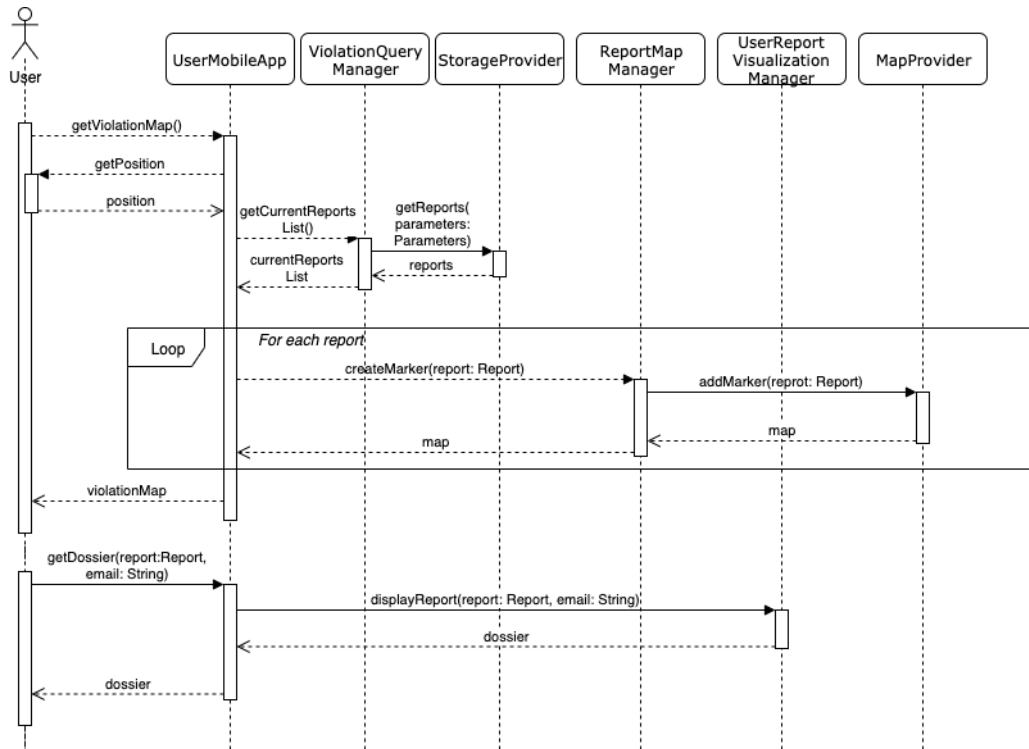 User
UserMobileApp
ViolationQuery
Manager
StorageProvider
ReportMap
Manager
UserReport
Visualization
Manager
MapProvider
getViolationMap()
getPosition
position
getCurrentReports
List()
getReports(
parameters:
Parameters)
currentReports
List
reports
Loop
For each report
createMarker(report: Report)
addMarker(reprot: Report)
map
map
violationMap
getDossier(report:Report,
email: String)
displayReport(report: Report, email: String)
dossier
dossier